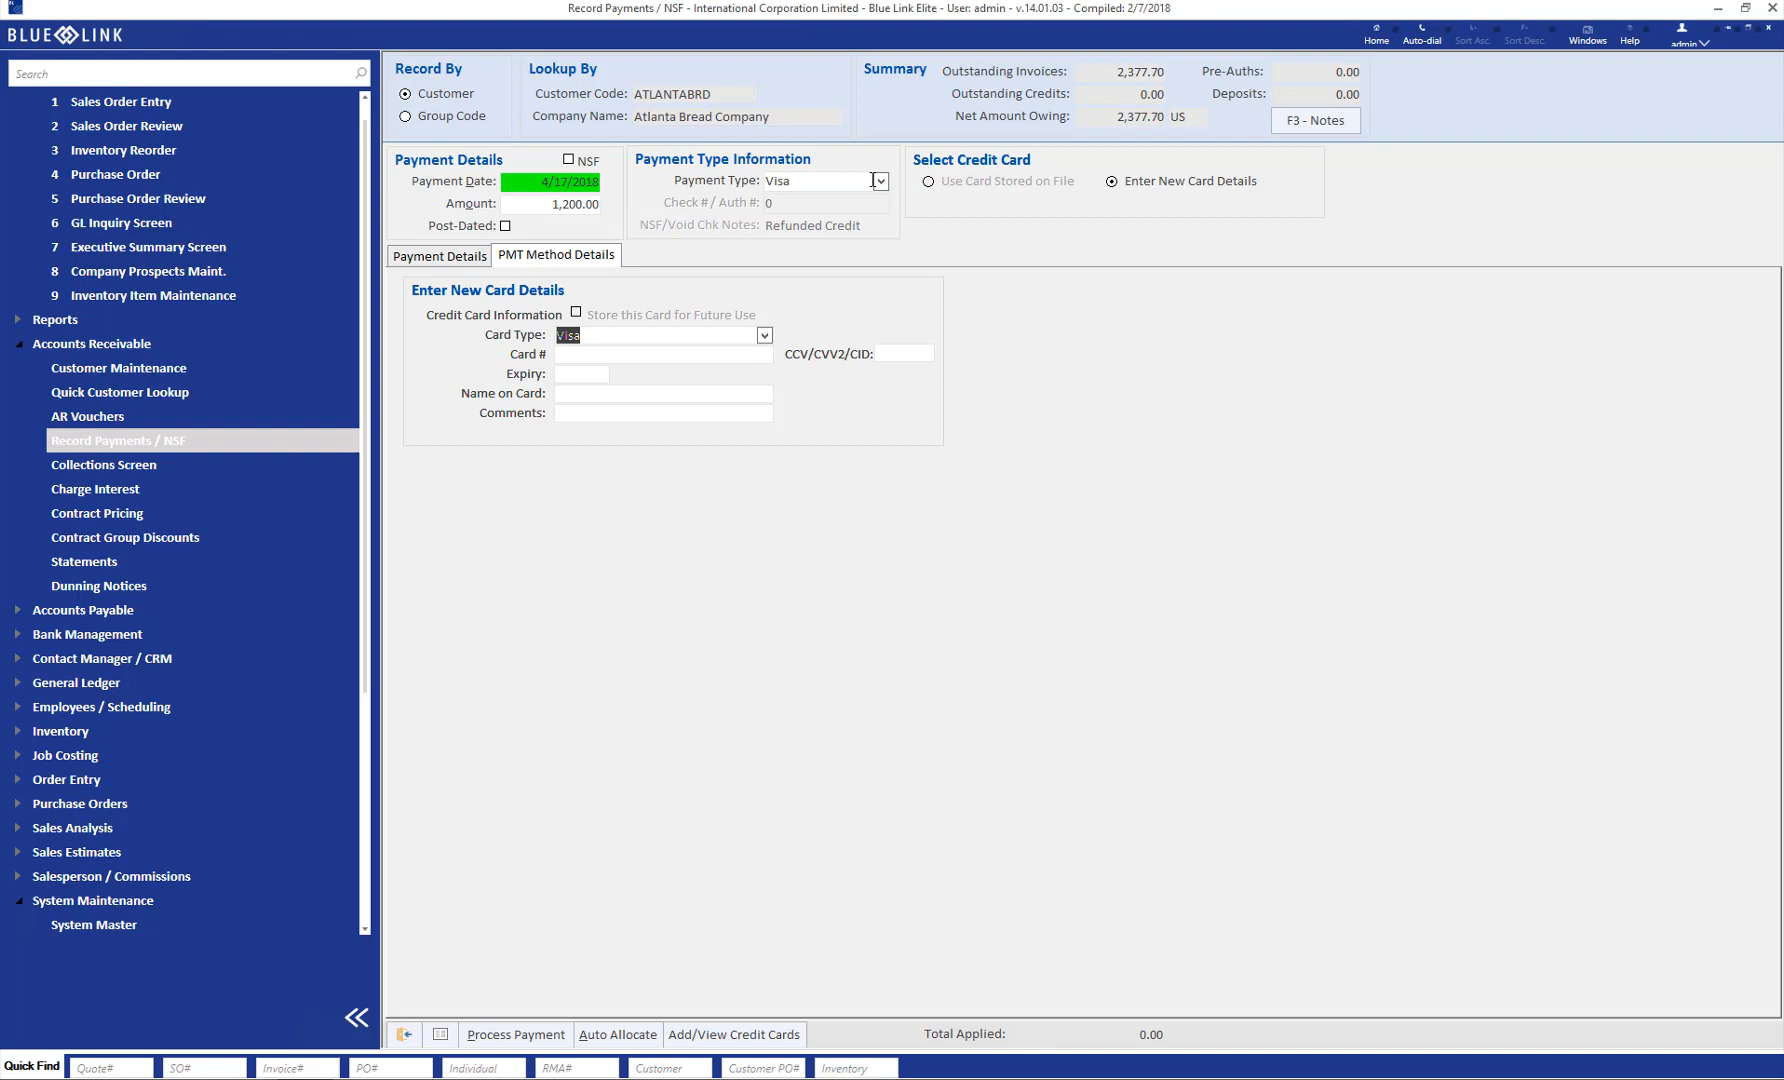 Record Payments / NSF - International Corporation Limited - Blue Link Elite - User: admin - v.14.01.03 - Compiled: 2/7/2018
BLUE LINK
Home Auto-dial Sort Asc. Sort Desc. Windows Help admin
Search
1 Sales Order Entry
2 Sales Order Review
3 Inventory Reorder
4 Purchase Order
5 Purchase Order Review
6 GL Inquiry Screen
7 Executive Summary Screen
8 Company Prospects Maint.
9 Inventory Item Maintenance
Reports
Accounts Receivable
Customer Maintenance
Quick Customer Lookup
AR Vouchers
Record Payments / NSF
Collections Screen
Charge Interest
Contract Pricing
Contract Group Discounts
Statements
Dunning Notices
Accounts Payable
Bank Management
Contact Manager / CRM
General Ledger
Employees / Scheduling
Inventory
Job Costing
Order Entry
Purchase Orders
Sales Analysis
Sales Estimates
Salesperson / Commissions
System Maintenance
System Master
Record By
Customer
Group Code
Lookup By
Customer Code: ATLANTABRD
Company Name: Atlanta Bread Company
Summary
Outstanding Invoices: 2,377.70
Outstanding Credits: 0.00
Net Amount Owing: 2,377.70 US
Pre-Auths: 0.00
Deposits: 0.00
F3 - Notes
Payment Details NSF
Payment Date: 4/17/2018
Amount: 1,200.00
Post-Dated:
Payment Type Information
Payment Type: Visa
Check # / Auth #: 0
NSF/Void Chk Notes: Refunded Credit
Select Credit Card
Use Card Stored on File Enter New Card Details
Payment Details PMT Method Details
Enter New Card Details
Credit Card Information Store this Card for Future Use
Card Type: Visa
Card # CCV/CVV2/CID:
Expiry:
Name on Card:
Comments:
Process Payment Auto Allocate Add/View Credit Cards Total Applied: 0.00
Quick Find Quote# SO# Invoice# PO# Individual RMA# Customer Customer PO# Inventory